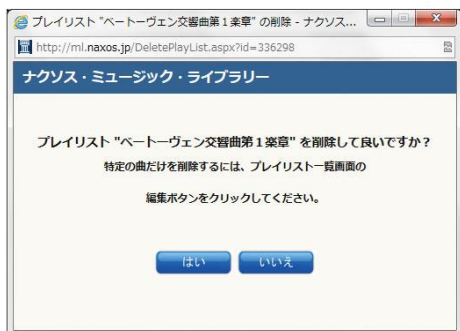 プレイリスト "ベートーヴェン交響曲第1楽章" の削除 - ナクソス...
http://ml.naxos.jp/DeletePlayList.aspx?id=336298
ナクソス・ミュージック・ライブラリー
プレイリスト "ベートーヴェン交響曲第1楽章" を削除して良いですか？
特定の曲だけを削除するには、プレイリスト一覧画面の
編集ボタンをクリックしてください。
はい いいえ